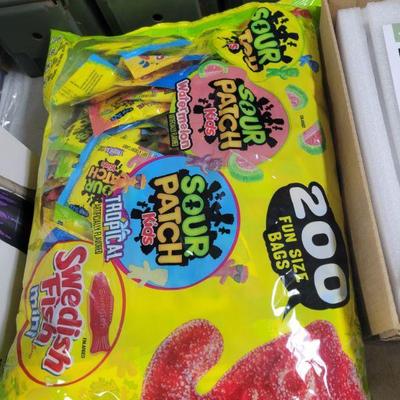 SOUR
PATCH
KIDS
SOUR
PATCH
KIDS
Watermelon
SOUR
PATCH
KIDS
TROPICAL
Swedish
Fish
mini
200
FUN SIZE
BAGS